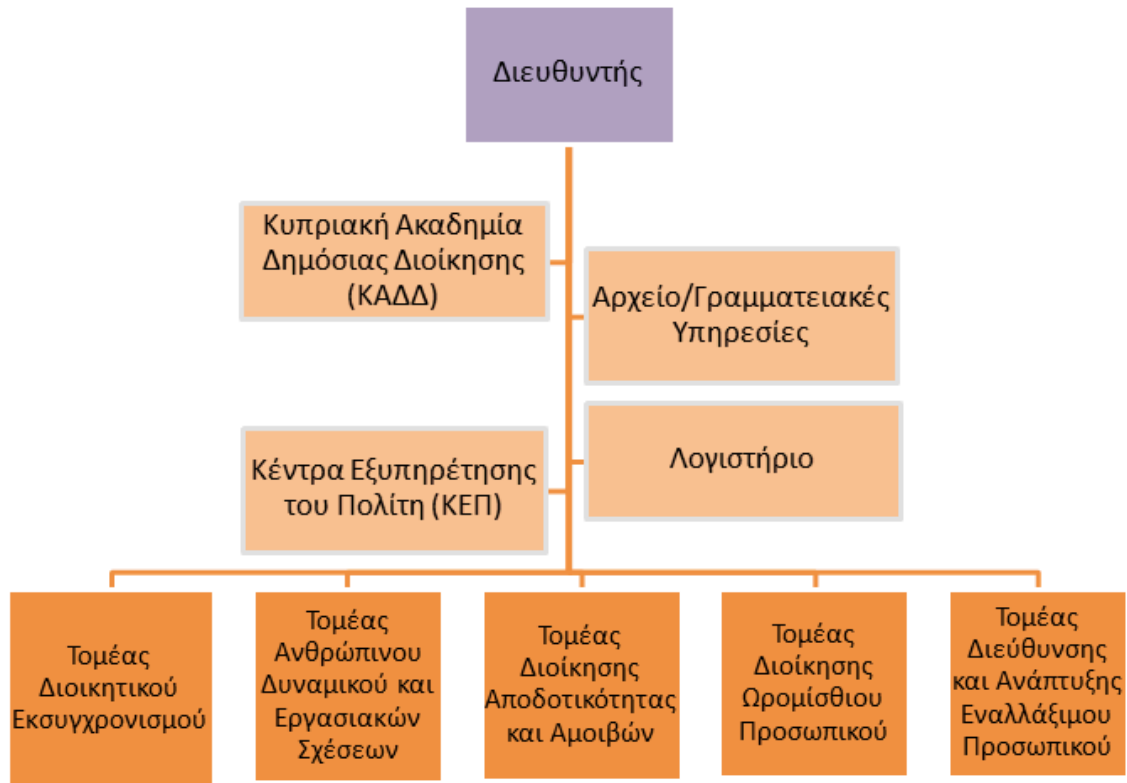 Διευθυντής
Κυπριακή Ακαδημία
Δημόσιας Διοίκησης
(ΚΑΔΔ)
Αρχείο/Γραμματειακές
Υπηρεσίες
Κέντρα Εξυπηρέτησης
του Πολίτη (ΚΕΠ)
Λογιστήριο
Τομέας
Διοικητικού
Εκσυγχρονισμού
Τομέας
Ανθρώπινου
Δυναμικού και
Εργασιακών
Σχέσεων
Τομέας
Διοίκησης
Αποδοτικότητας
και Αμοιβών
Τομέας
Διοίκησης
Ωρομίσθιου
Προσωπικού
Τομέας
Διεύθυνσης
και Ανάπτυξης
Εναλλάξιμου
Προσωπικού